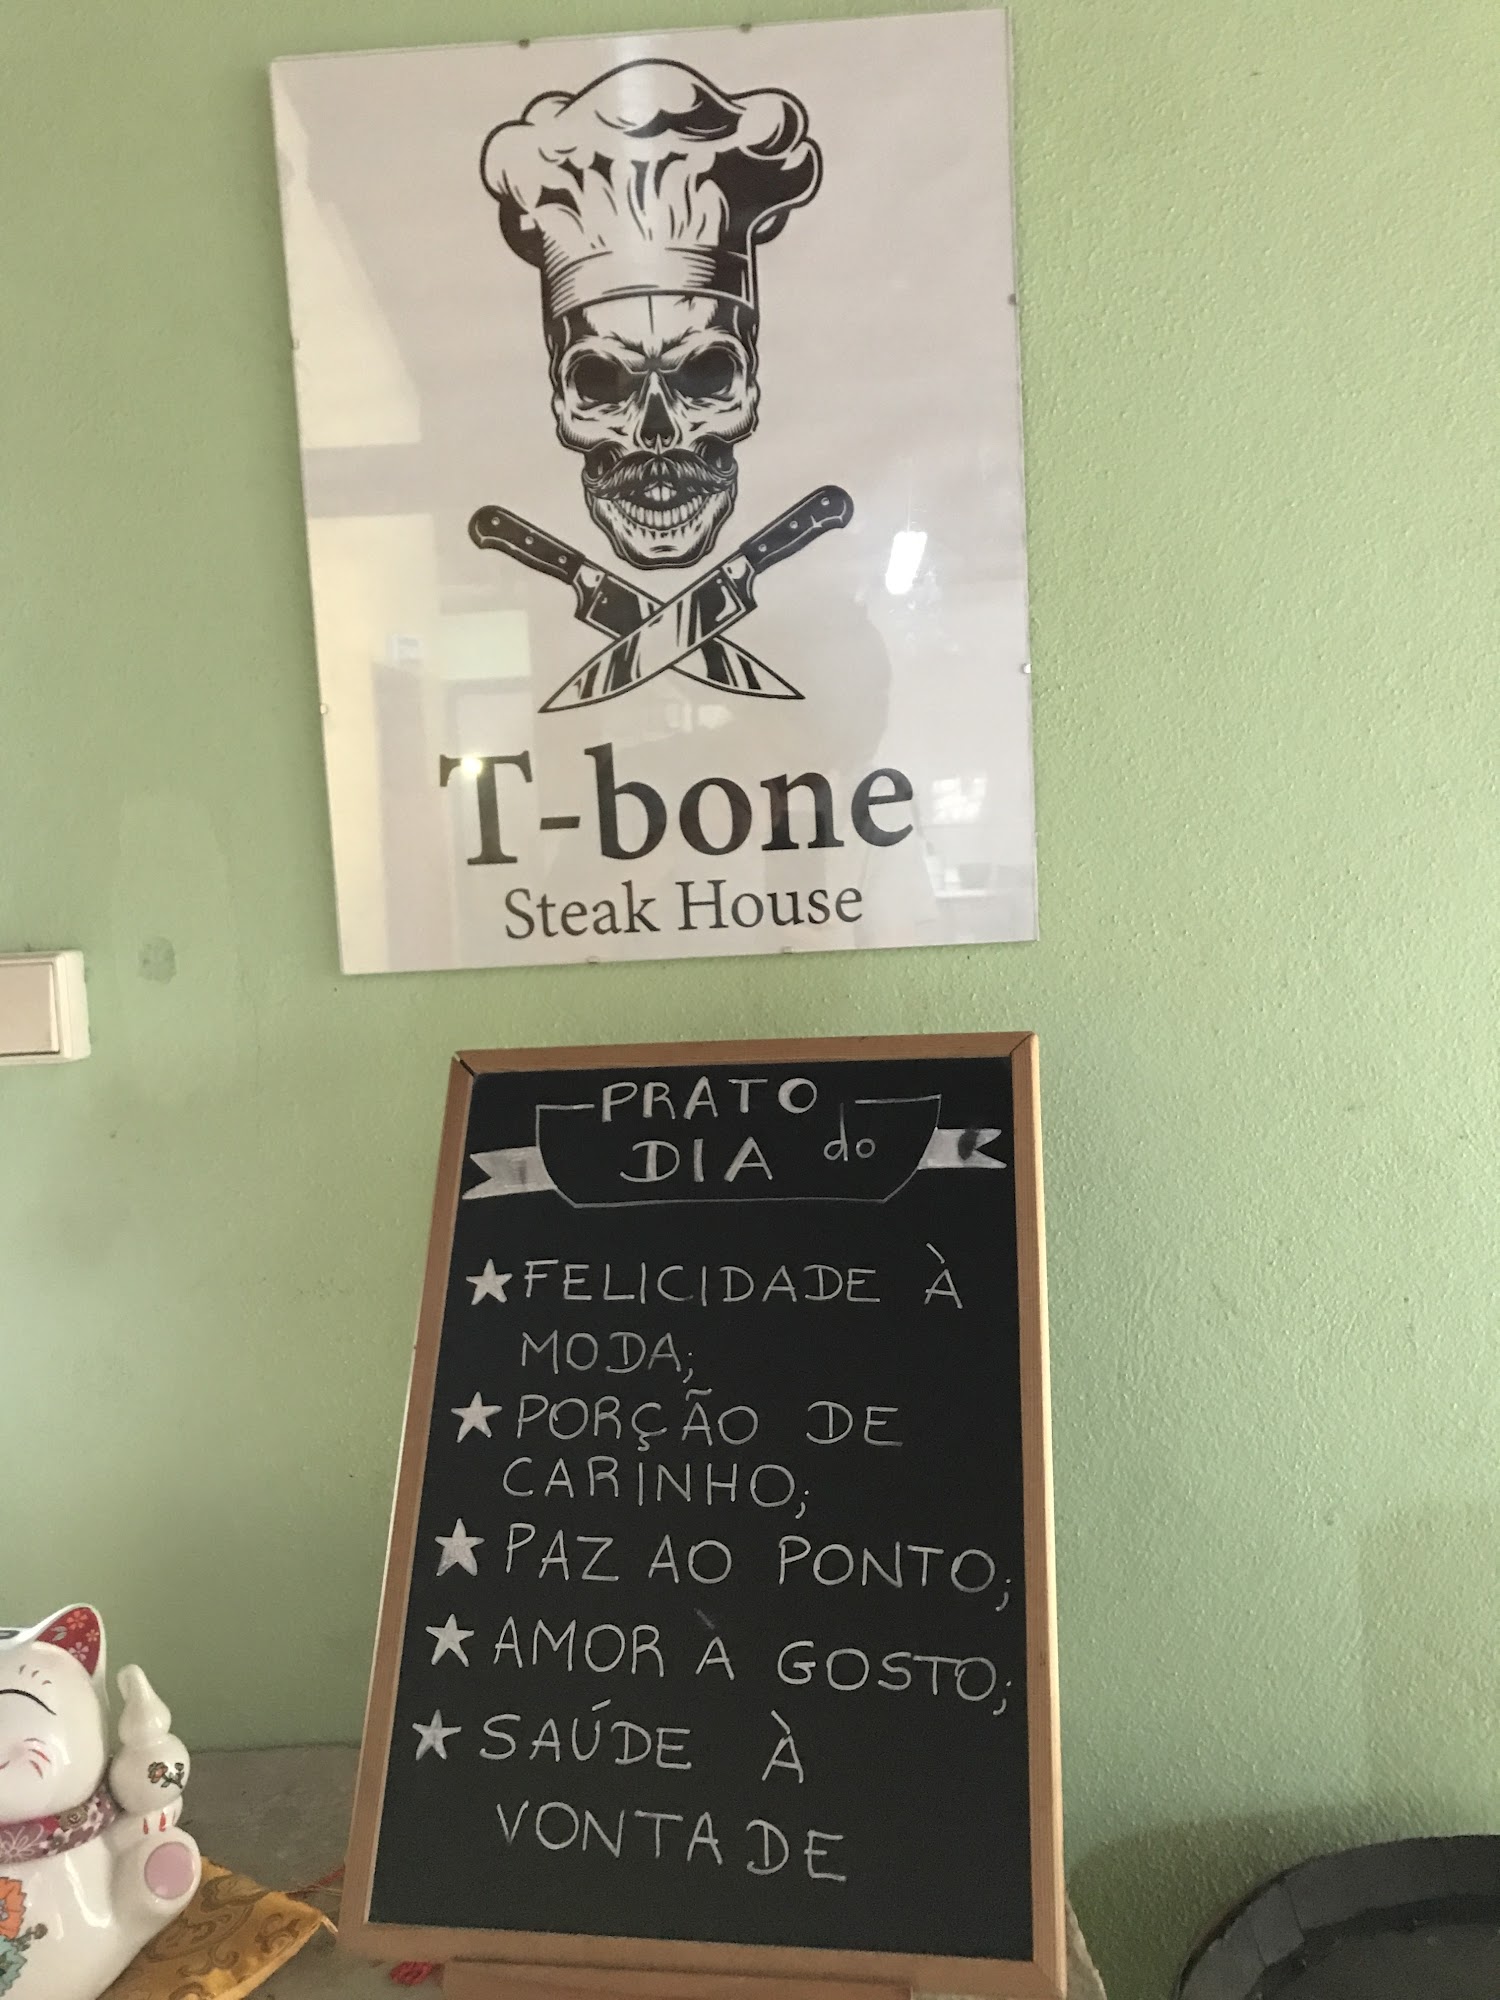 T-bone
Steak House
PRATO
do
DIA
FELICIDADE À
MODA;
PORÇÃO DE
CARINHO;
PAZ AO PONTO;
AMOR A GOSTO;
SAÚDE À
VONTADE